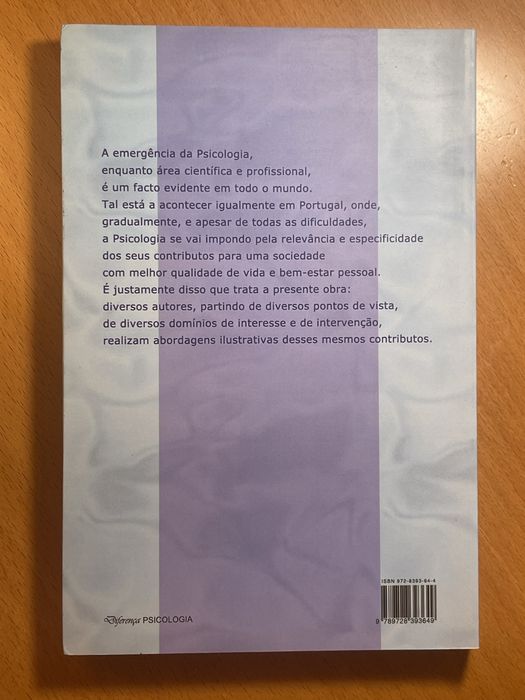 A emergência da Psicologia,
enquanto área científica e profissional,
é um facto evidente em todo o mundo.
Tal está a acontecer igualmente em Portugal, onde,
gradualmente, e apesar de todas as dificuldades,
a Psicologia se vai impondo pela relevância e especificidade
dos seus contributos para uma sociedade
com melhor qualidade de vida e bem-estar pessoal.
É justamente disso que trata a presente obra:
diversos autores, partindo de diversos pontos de vista,
de diversos domínios de interesse e de intervenção,
realizam abordagens ilustrativas desses mesmos contributos.
ISBN 972-8393-64-4
9 789728 393649
Diferença PSICOLOGIA